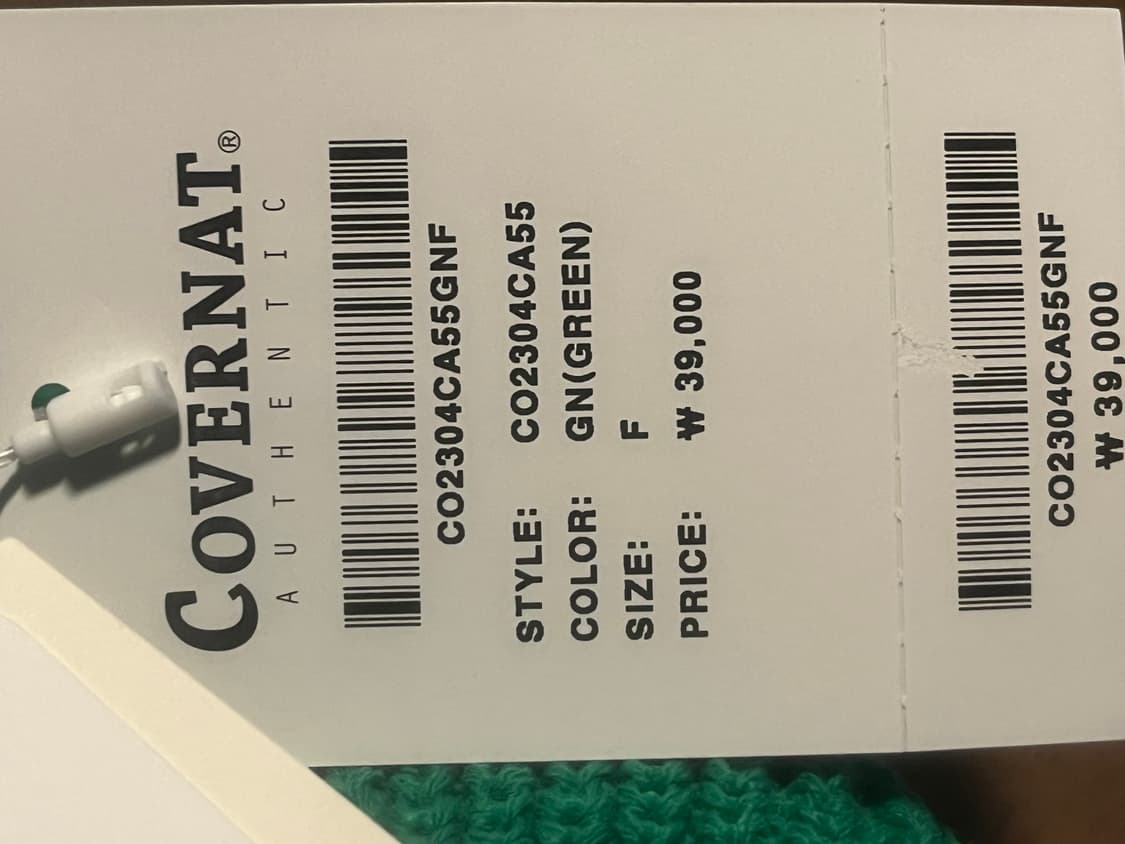 COVERNAT®
AUTHENTIC
CO2304CA55GNF
STYLE: CO2304CA55
COLOR: GN(GREEN)
SIZE: F
PRICE: ₩ 39,000
CO2304CA55GNF
₩ 39,000